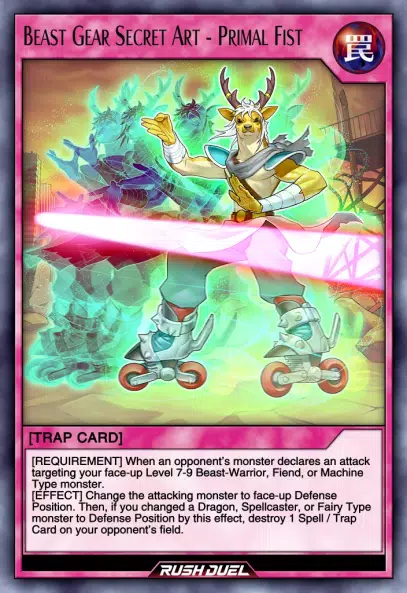 Beast Gear Secret Art - Primal Fist
罠
[TRAP CARD]
[REQUIREMENT] When an opponent's monster declares an attack
targeting your face-up Level 7-9 Beast-Warrior, Fiend, or Machine
Type monster.
[EFFECT] Change the attacking monster to face-up Defense
Position. Then, if you changed a Dragon, Spellcaster, or Fairy Type
monster to Defense Position by this effect, destroy 1 Spell / Trap
Card on your opponent's field.
RUSH DUEL